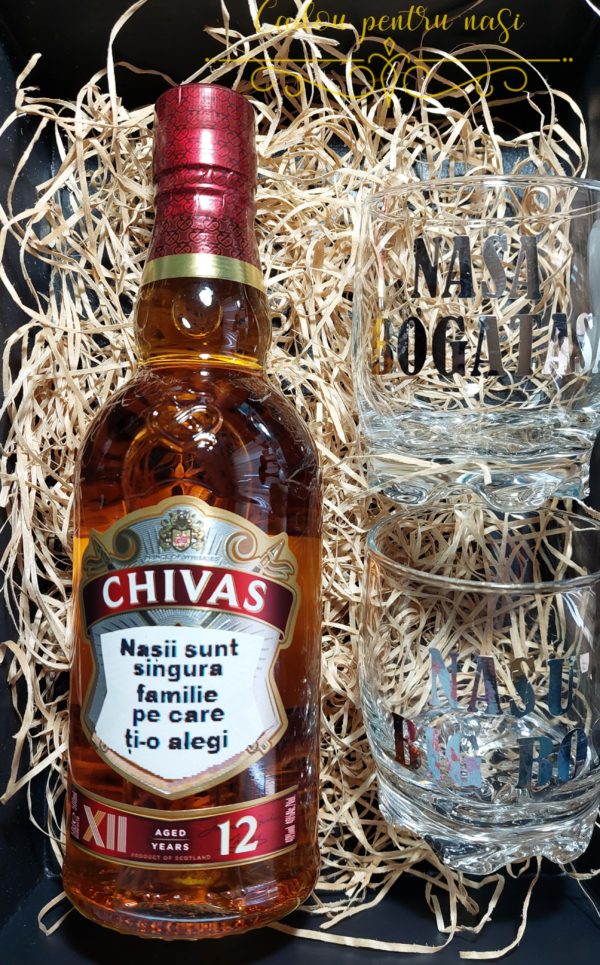 Cadou pentru nași
NAȘA
BOGATAȘA
CHIVAS
Nașii sunt
singura
familie
pe care
ți-o alegi
XII
AGED
YEARS
12
PRODUCT OF SCOTLAND
NAȘU'
BIG BO